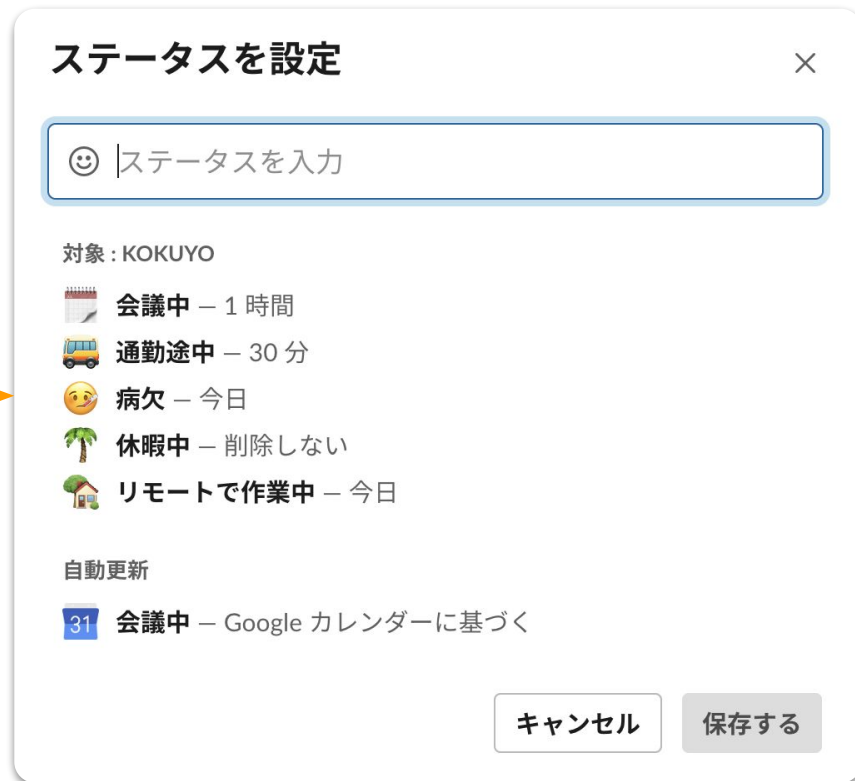 ステータスを設定
ステータスを入力
対象 : KOKUYO
会議中 – 1 時間
通勤途中 – 30 分
病欠 – 今日
休暇中 – 削除しない
リモートで作業中 – 今日
自動更新
31 会議中 – Google カレンダーに基づく
キャンセル 保存する